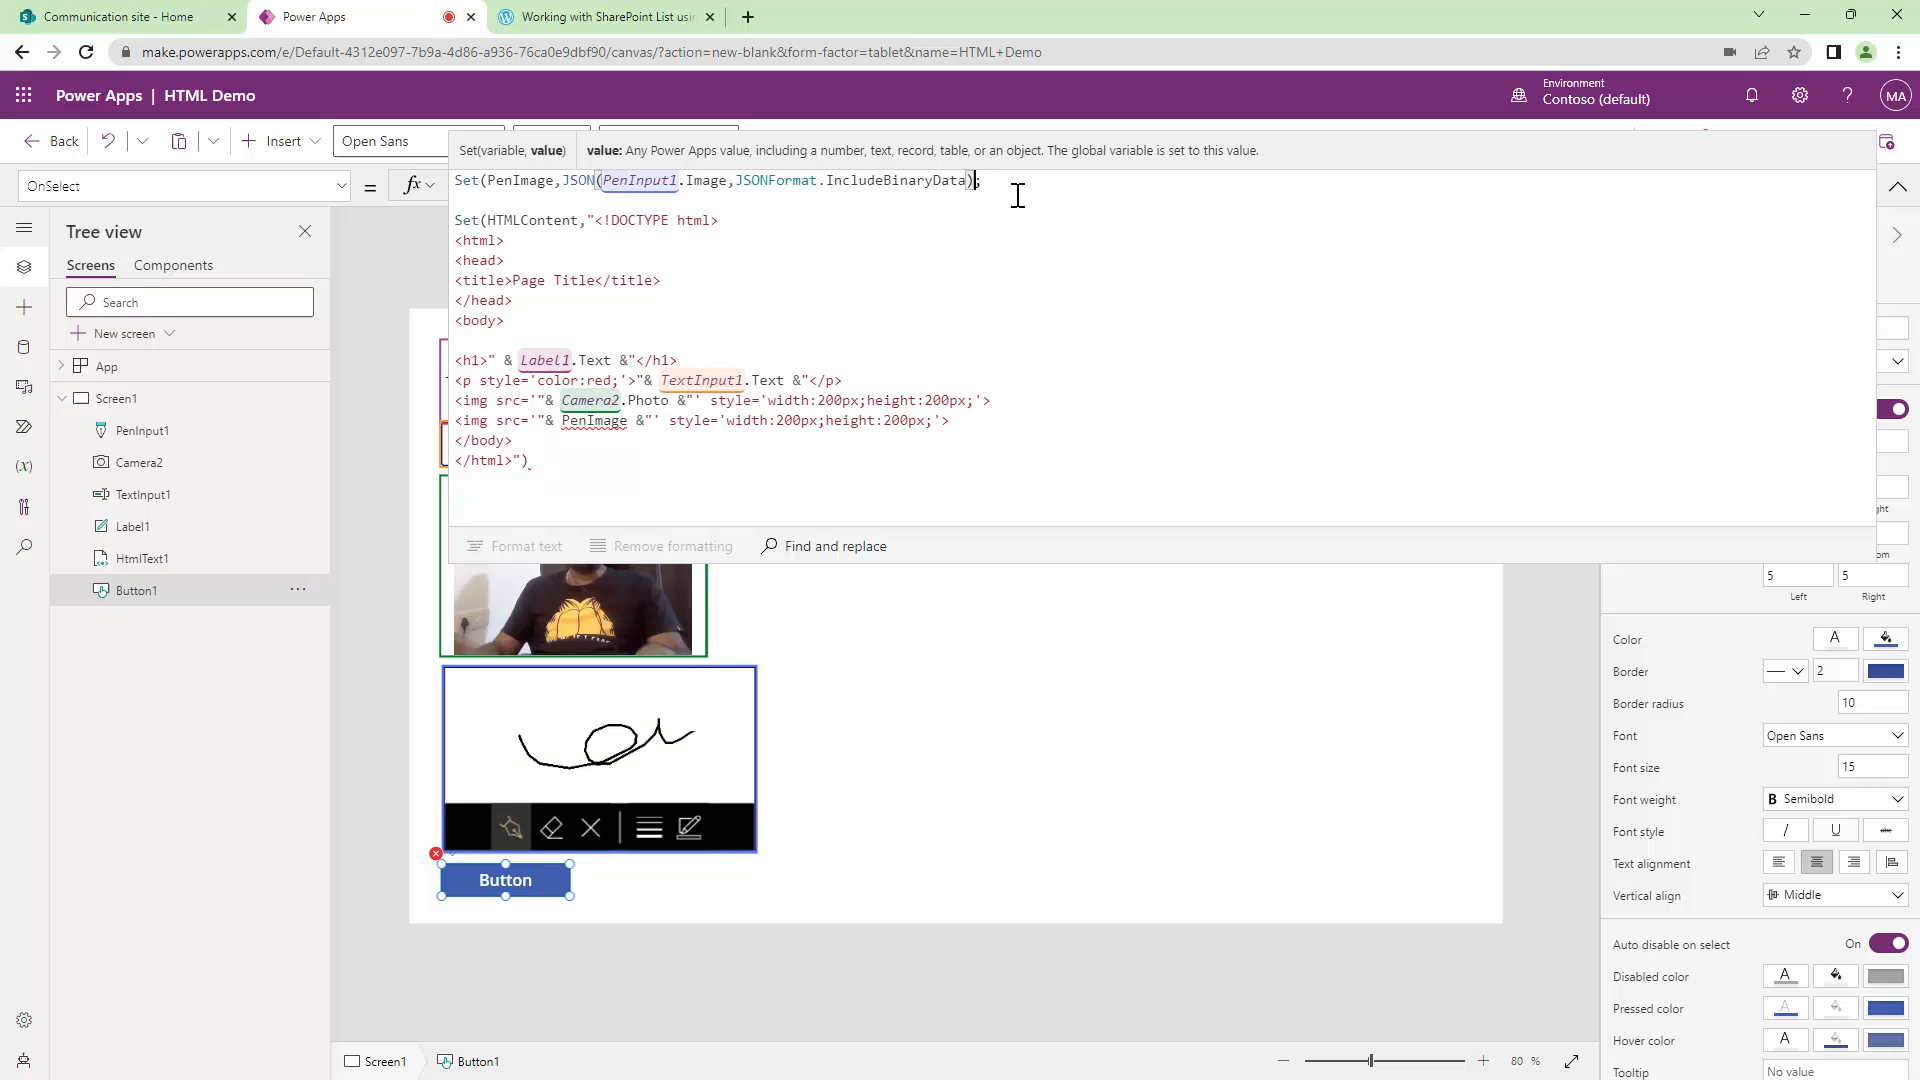 Communication site - Home
Power Apps
Working with SharePoint List usi
make.powerapps.com/e/Default-4312e097-7b9a-4d86-a936-76ca0e9dbf90/canvas/?action=new-blank&form-factor=tablet&name=HTML+Demo
Power Apps | HTML Demo
Environment
Contoso (default)
MA
Back
Insert
Open Sans
Set(variable, value)
value: Any Power Apps value, including a number, text, record, table, or an object. The global variable is set to this value.
OnSelect
=
fx
Set(PenImage,JSON(PenInput1.Image,JSONFormat.IncludeBinaryData);
Set(HTMLContent,"<!DOCTYPE html>
<html>
<head>
<title>Page Title</title>
</head>
<body>
<h1>" & Label1.Text &"</h1>
<p style='color:red;'>"& TextInput1.Text &"</p>
<img src='"& Camera2.Photo &"' style='width:200px;height:200px;'>
<img src='"& PenImage &"' style='width:200px;height:200px;'>
</body>
</html>")
Format text
Remove formatting
Find and replace
Tree view
Screens
Components
Search
New screen
App
Screen1
PenInput1
Camera2
TextInput1
Label1
HtmlText1
Button1
Button
5
5
Left
Right
Color
Border
2
Border radius
10
Font
Open Sans
Font size
15
Font weight
B Semibold
Font style
Text alignment
Vertical align
Middle
Auto disable on select
On
Disabled color
Pressed color
Hover color
Tooltip
No value
Screen1
Button1
80 %